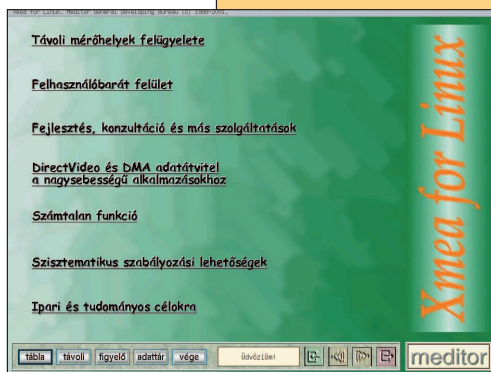 Xmea for Linux. Meditor General Developing Bureau (c) 1998-2001.
Távoli mérőhelyek felügyelete
Felhasználóbarát felület
Fejlesztés, konzultáció és más szolgáltatások
DirectVideo és DMA adatátvitel
a nagysebességű alkalmazásokhoz
Számtalan funkció
Szisztematikus szabályozási lehetőségek
Ipari és tudományos célokra
Xmea for Linux
tábla távoli figyelő adattár vége Üdvözlöm! meditor